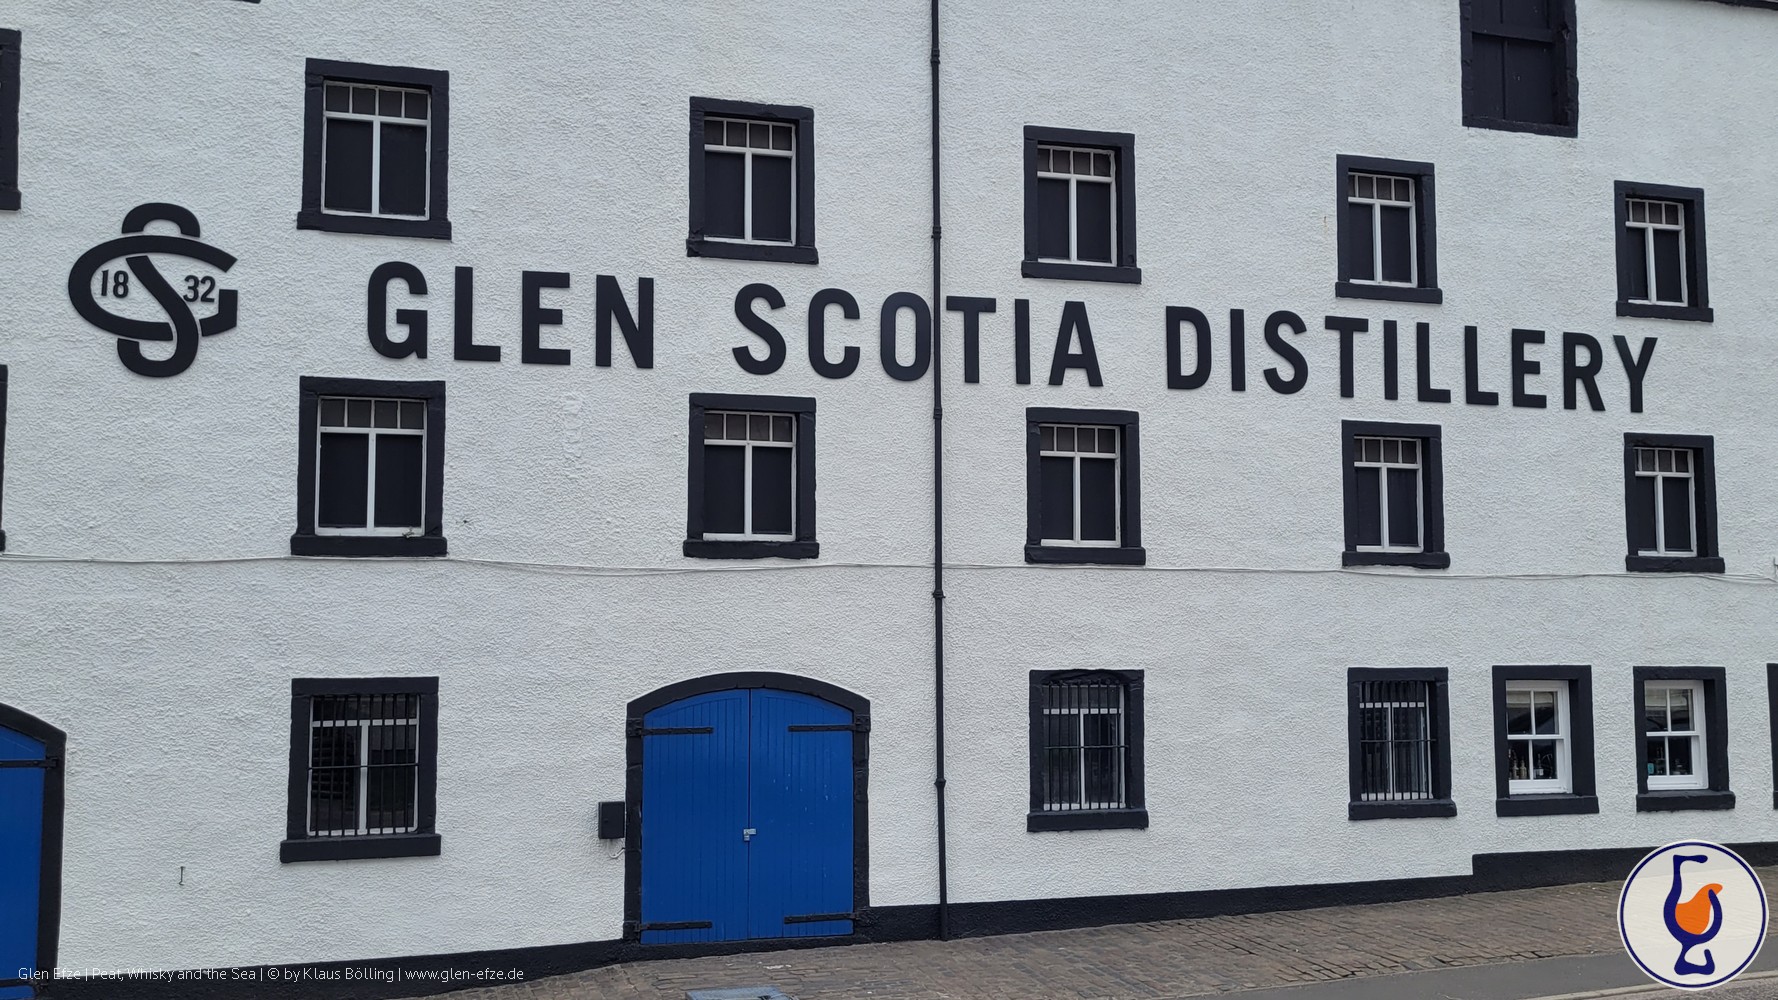 18 32
GLEN SCOTIA DISTILLERY
Glen Efze | Peat, Whisky and the Sea | © by Klaus Bölling | www.glen-efze.de